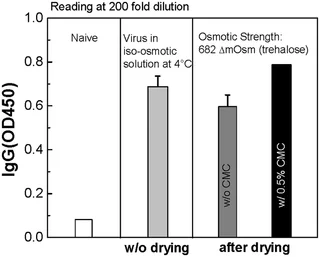 Reading at 200 fold dilution
Naive
Virus in
iso-osmotic
solution at 4°C
Osmotic Strength:
682 ΔmOsm (trehalose)
IgG(OD450)
1.0
0.8
0.6
0.4
0.2
0.0
w/o CMC
w/ 0.5% CMC
w/o drying
after drying